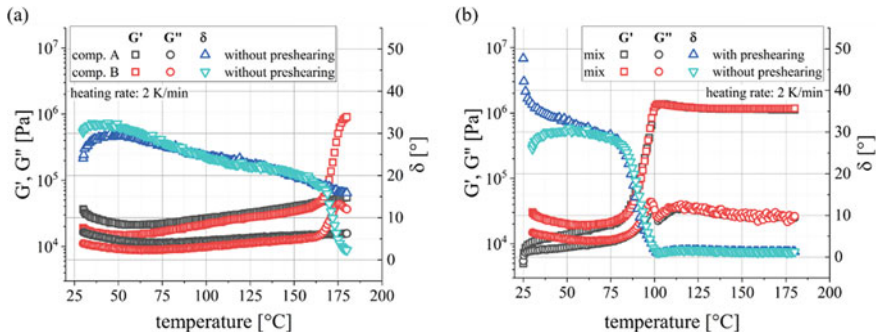 (a)
G' G" δ
comp. A without preshearing
comp. B without preshearing
heating rate: 2 K/min
10⁷
10⁶
10⁵
10⁴
G', G" [Pa]
50
40
30
20
10
0
δ [°]
25 50 75 100 125 150 175 200
temperature [°C]
(b)
G' G" δ
mix with preshearing
mix without preshearing
heating rate: 2 K/min
10⁷
10⁶
10⁵
10⁴
G', G" [Pa]
50
40
30
20
10
0
δ [°]
25 50 75 100 125 150 175 200
temperature [°C]